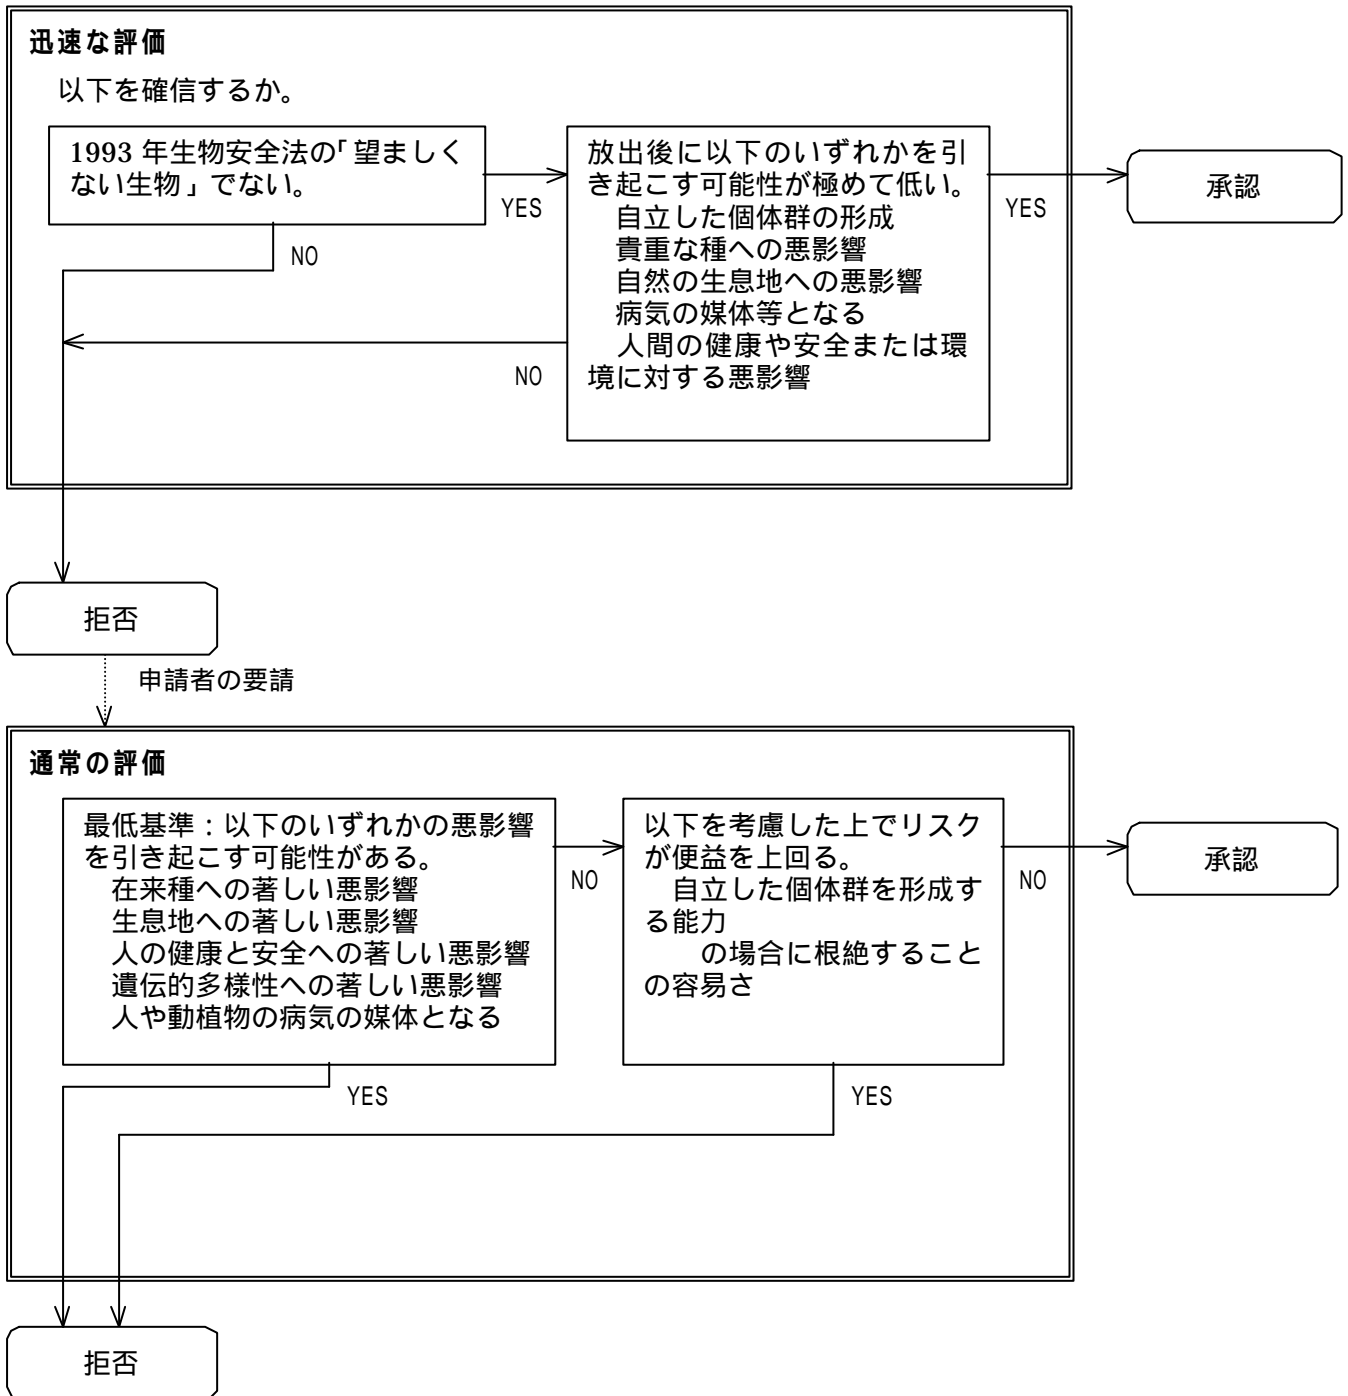 迅速な評価
以下を確信するか。
1993 年生物安全法の「望ましく
ない生物」でない。
YES
NO
放出後に以下のいずれかを引
き起こす可能性が極めて低い。
自立した個体群の形成
貴重な種への悪影響
自然の生息地への悪影響
病気の媒体等となる
人間の健康や安全または環
境に対する悪影響
YES
承認
NO
拒否
申請者の要請
通常の評価
最低基準：以下のいずれかの悪影響
を引き起こす可能性がある。
在来種への著しい悪影響
生息地への著しい悪影響
人の健康と安全への著しい悪影響
遺伝的多様性への著しい悪影響
人や動植物の病気の媒体となる
NO
YES
以下を考慮した上でリスク
が便益を上回る。
自立した個体群を形成す
る能力
の場合に根絶すること
の容易さ
NO
承認
YES
拒否